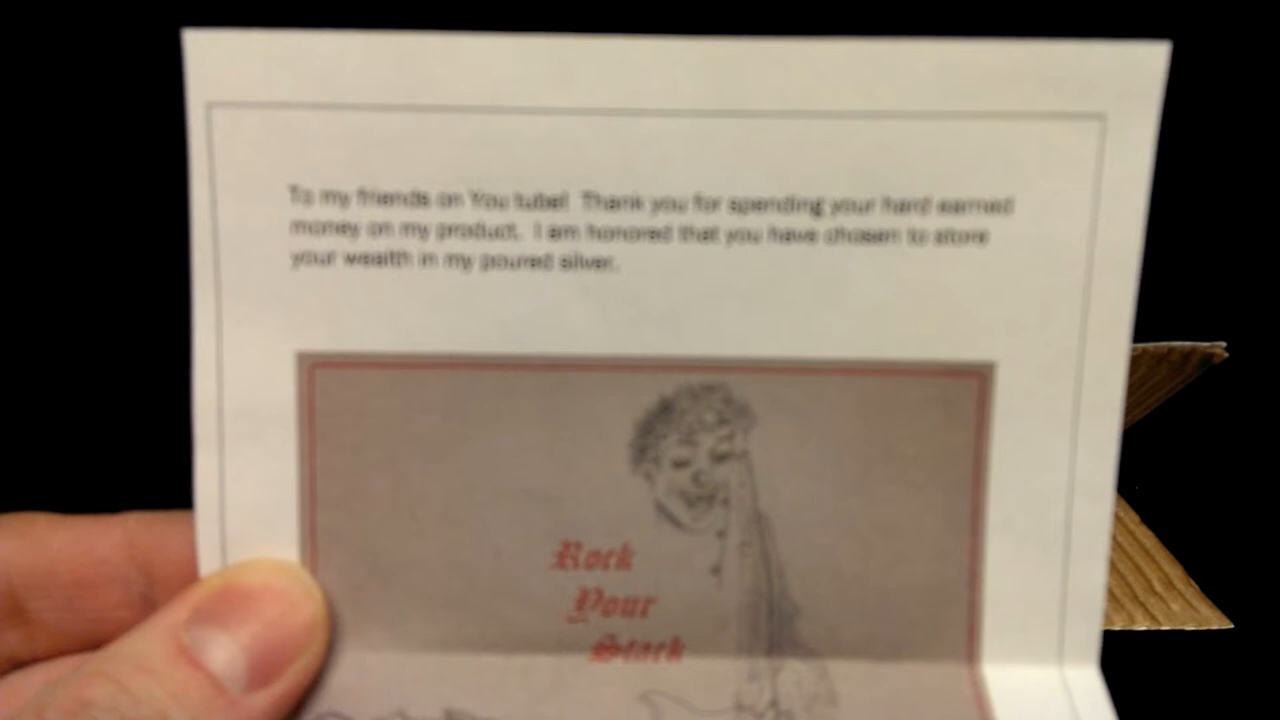 To my friends on You tube!  Thank you for spending your hard earned
money on my product.  I am honored that you have chosen to store
your wealth in my poured silver.
Rock
Your
Stack